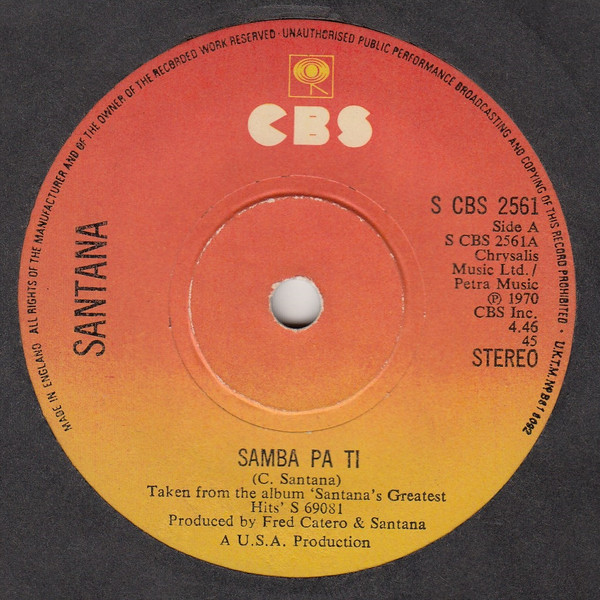 MADE IN ENGLAND ALL RIGHTS OF THE MANUFACTURER AND OF THE OWNER OF THE RECORDED WORK RESERVED · UNAUTHORISED PUBLIC PERFORMANCE BROADCASTING AND COPYING OF THIS RECORD PROHIBITED · U.K.T.M. Nº B618092
CBS
SANTANA
S CBS 2561
Side A
S CBS 2561A
Chrysalis
Music Ltd./
Petra Music
℗ 1970
CBS Inc.
4.46
45
STEREO
SAMBA PA TI
(C. Santana)
Taken from the album 'Santana's Greatest
Hits' S 69081
Produced by Fred Catero & Santana
A U.S.A. Production